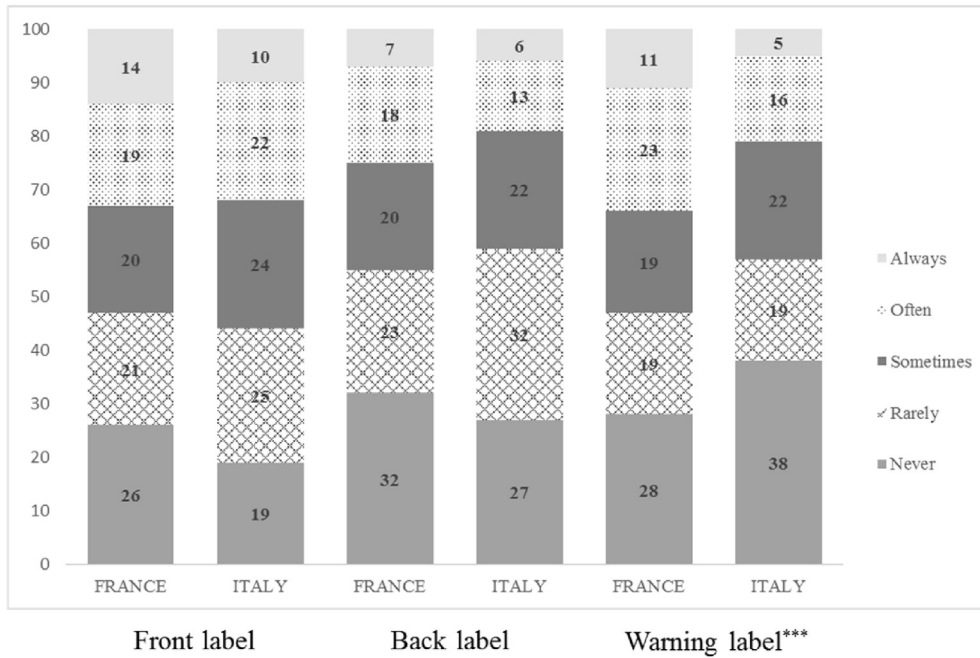 100
90
80
70
60
50
40
30
20
10
0
14 10 7 6 11 5
19 22 18 13 23 16
20 24 20 22 19 22
21 25 23 32 19 19
26 19 32 27 28 38
Always
Often
Sometimes
Rarely
Never
FRANCE ITALY FRANCE ITALY FRANCE ITALY
Front label Back label Warning label***